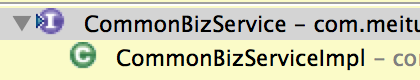 I CommonBizService – com.meitu
C CommonBizServiceImpl – co